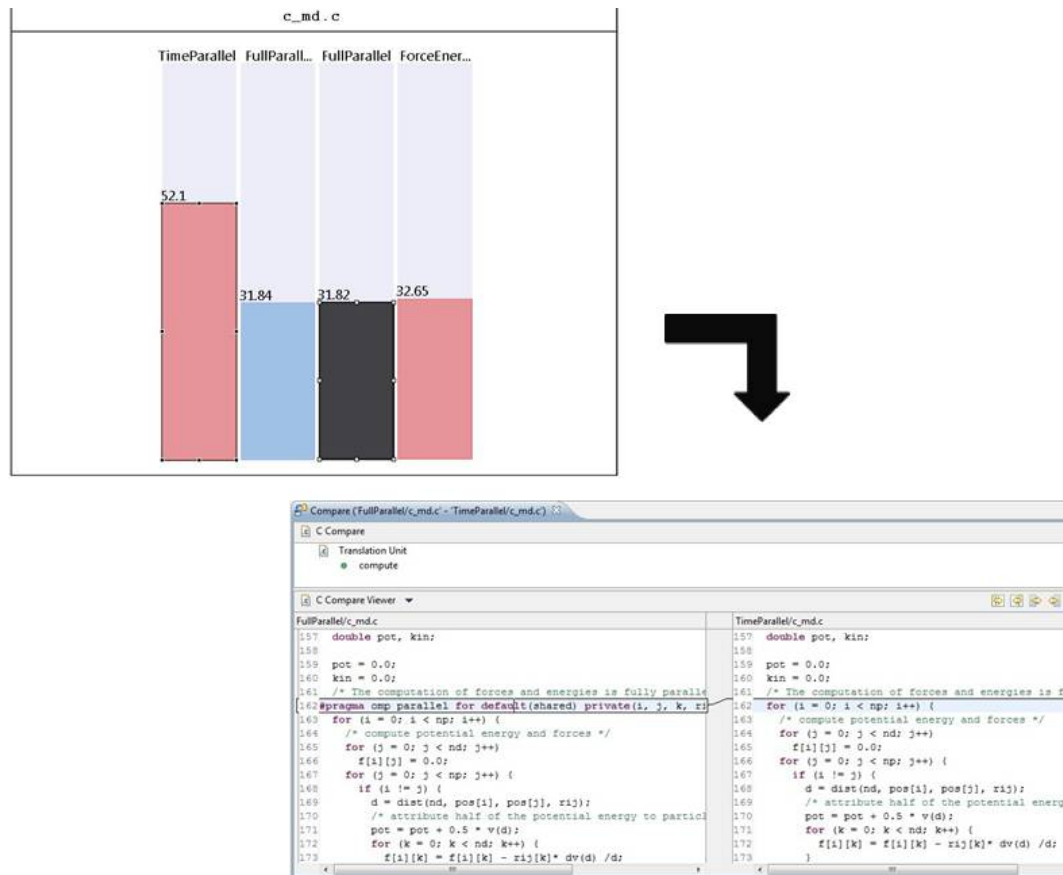 c_md.c
TimeParallel FullParall... FullParallel ForceEner...
52.1
31.84 31.82 32.65
Compare ('FullParallel/c_md.c' - 'TimeParallel/c_md.c')
C Compare
Translation Unit
compute
C Compare Viewer
FullParallel/c_md.c
157 double pot, kin;
158
159 pot = 0.0;
160 kin = 0.0;
161 /* The computation of forces and energies is fully paralle
162 #pragma omp parallel for default(shared) private(i, j, k, ri
163 for (i = 0; i < np; i++) {
164 /* compute potential energy and forces */
165 for (j = 0; j < nd; j++)
166 f[i][j] = 0.0;
167 for (j = 0; j < np; j++) {
168 if (i != j) {
169 d = dist(nd, pos[i], pos[j], rij);
170 /* attribute half of the potential energy to particl
171 pot = pot + 0.5 * v(d);
172 for (k = 0; k < nd; k++) {
173 f[i][k] = f[i][k] - rij[k]* dv(d) /d;
TimeParallel/c_md.c
157 double pot, kin;
158
159 pot = 0.0;
160 kin = 0.0;
161 /* The computation of forces and energies is f
162 for (i = 0; i < np; i++) {
163 /* compute potential energy and forces */
164 for (j = 0; j < nd; j++)
165 f[i][j] = 0.0;
166 for (j = 0; j < np; j++) {
167 if (i != j) {
168 d = dist(nd, pos[i], pos[j], rij);
169 /* attribute half of the potential energ
170 pot = pot + 0.5 * v(d);
171 for (k = 0; k < nd; k++) {
172 f[i][k] = f[i][k] - rij[k]* dv(d) /d;
173 }